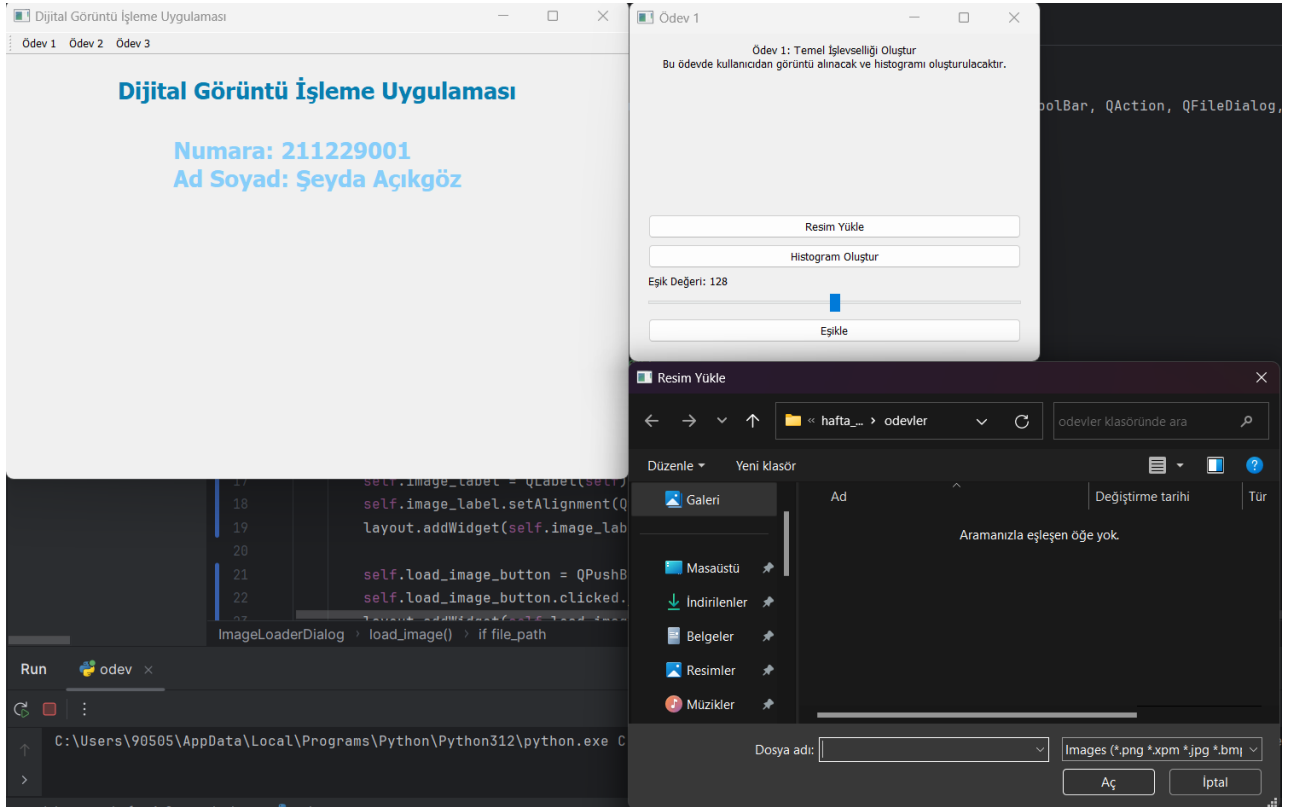 Dijital Görüntü İşleme Uygulaması
Ödev 1 Ödev 2 Ödev 3
Dijital Görüntü İşleme Uygulaması
Numara: 211229001
Ad Soyad: Şeyda Açıkgöz
Ödev 1
Ödev 1: Temel İşlevselliği Oluştur
Bu ödevde kullanıcıdan görüntü alınacak ve histogramı oluşturulacaktır.
Resim Yükle
Histogram Oluştur
Eşik Değeri: 128
Eşikle
olBar, QAction, QFileDialog,
Resim Yükle
« hafta_... › odevler
odevler klasöründe ara
Düzenle Yeni klasör
Galeri
Masaüstü
İndirilenler
Belgeler
Resimler
Müzikler
Ad Değiştirme tarihi Tür
Aramanızla eşleşen öğe yok.
Dosya adı:
Images (*.png *.xpm *.jpg *.bmp
Aç İptal
17 self.image_label = QLabel(self)
18 self.image_label.setAlignment(Q
19 layout.addWidget(self.image_lab
20
21 self.load_image_button = QPushB
22 self.load_image_button.clicked.
ImageLoaderDialog › load_image() › if file_path
Run odev
C:\Users\90505\AppData\Local\Programs\Python\Python312\python.exe C